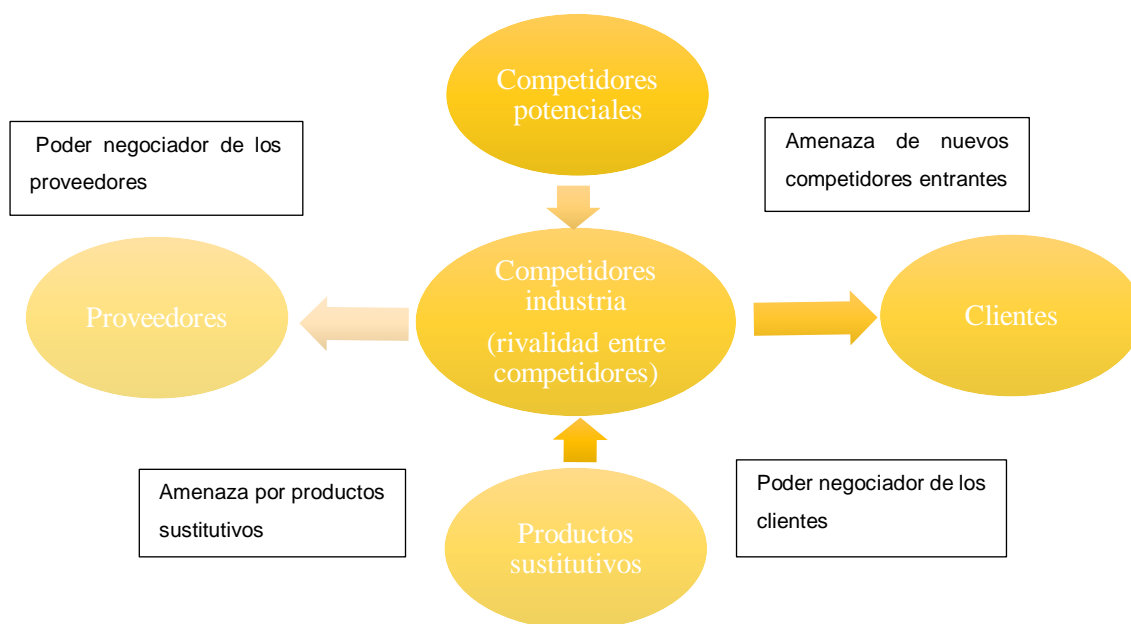 Competidores
potenciales
Poder negociador de los
proveedores
Amenaza de nuevos
competidores entrantes
Proveedores
Competidores
industria
(rivalidad entre
competidores)
Clientes
Amenaza por productos
sustitutivos
Productos
sustitutivos
Poder negociador de los
clientes